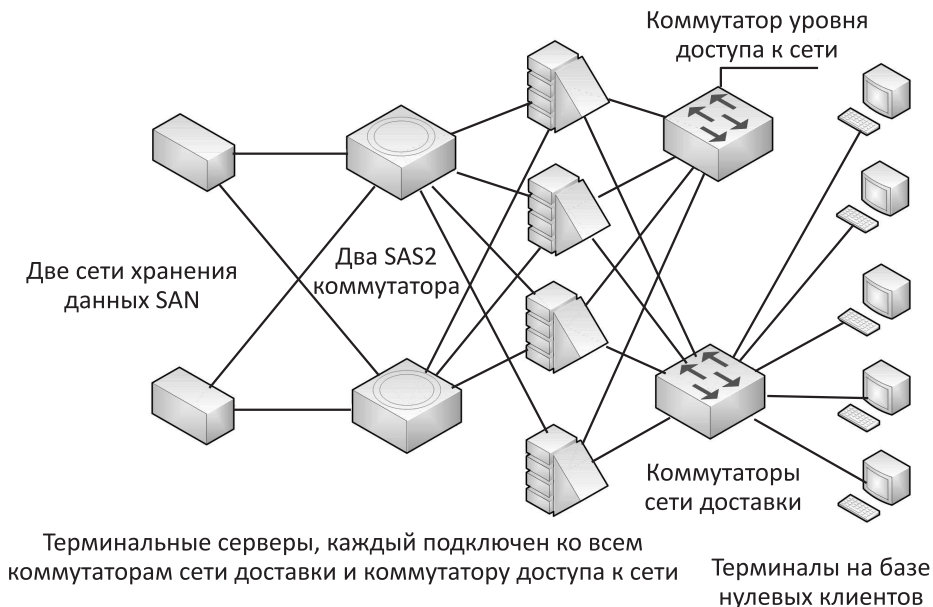 Коммутатор уровня
доступа к сети
Две сети хранения
данных SAN
Два SAS2
коммутатора
Коммутаторы
сети доставки
Терминальные серверы, каждый подключен ко всем
коммутаторам сети доставки и коммутатору доступа к сети
Терминалы на базе
нулевых клиентов